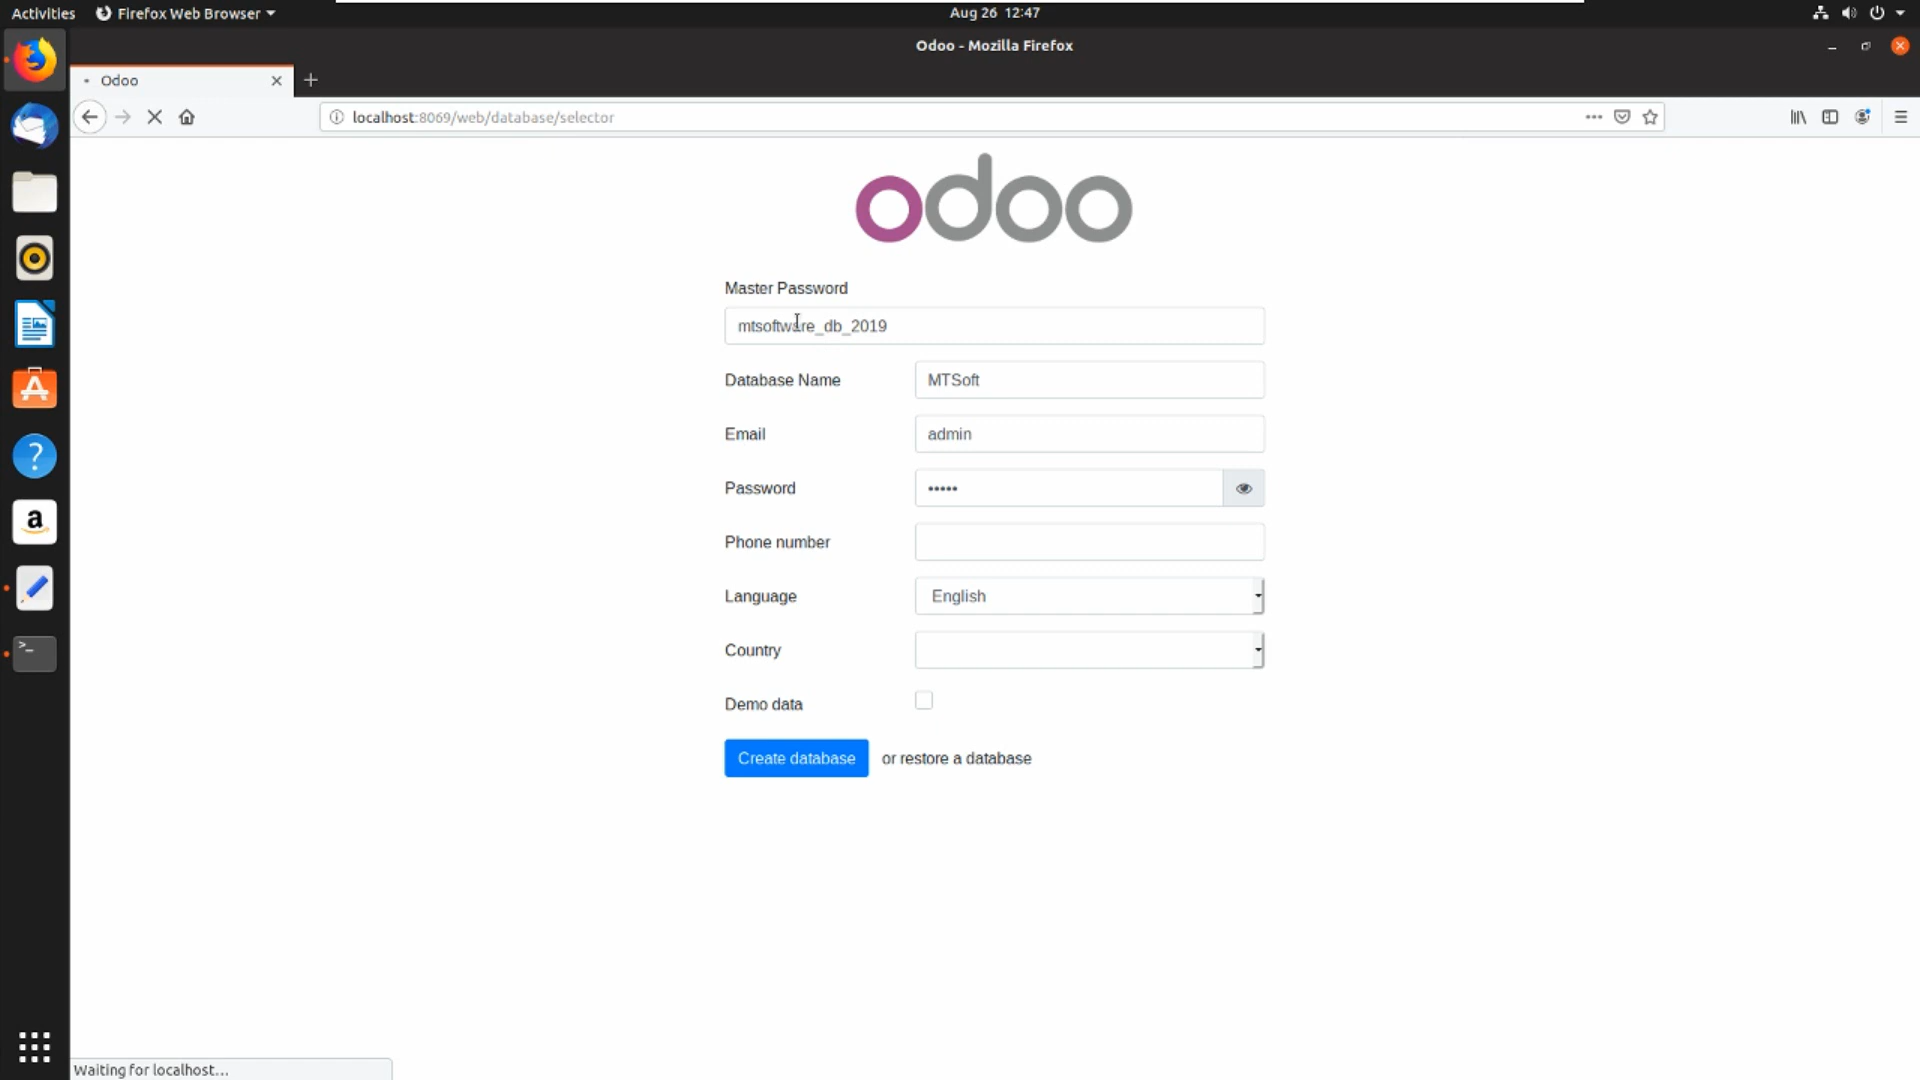 Activities
Firefox Web Browser
Aug 26 12:47
Odoo - Mozilla Firefox
Odoo
localhost:8069/web/database/selector
odoo
Master Password
mtsoftware_db_2019
Database Name
MTSoft
Email
admin
Password
•••••
Phone number
Language
English
Country
Demo data
Create database
or restore a database
Waiting for localhost...